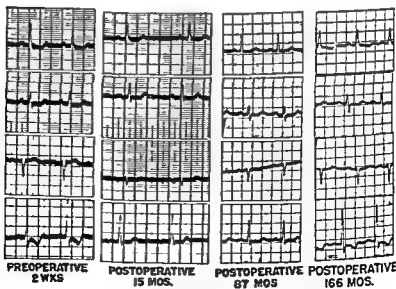 PREOPERATIVE
2 WKS
POSTOPERATIVE
15 MOS.
POSTOPERATIVE
87 MOS
POSTOPERATIVE
166 MOS.